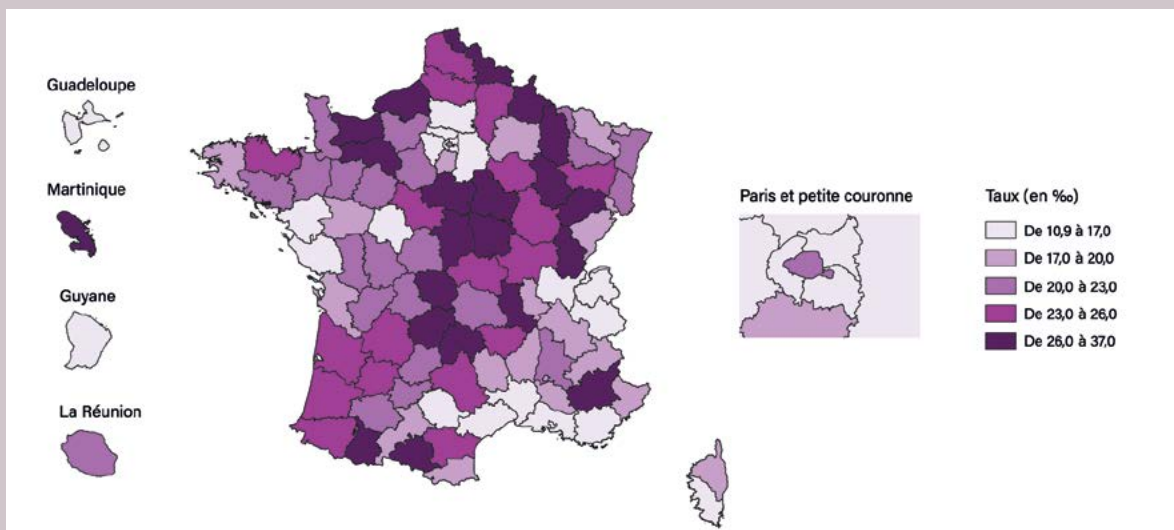 Guadeloupe
Martinique
Guyane
La Réunion
Paris et petite couronne
Taux (en ‰)
De 10,9 à 17,0
De 17,0 à 20,0
De 20,0 à 23,0
De 23,0 à 26,0
De 26,0 à 37,0